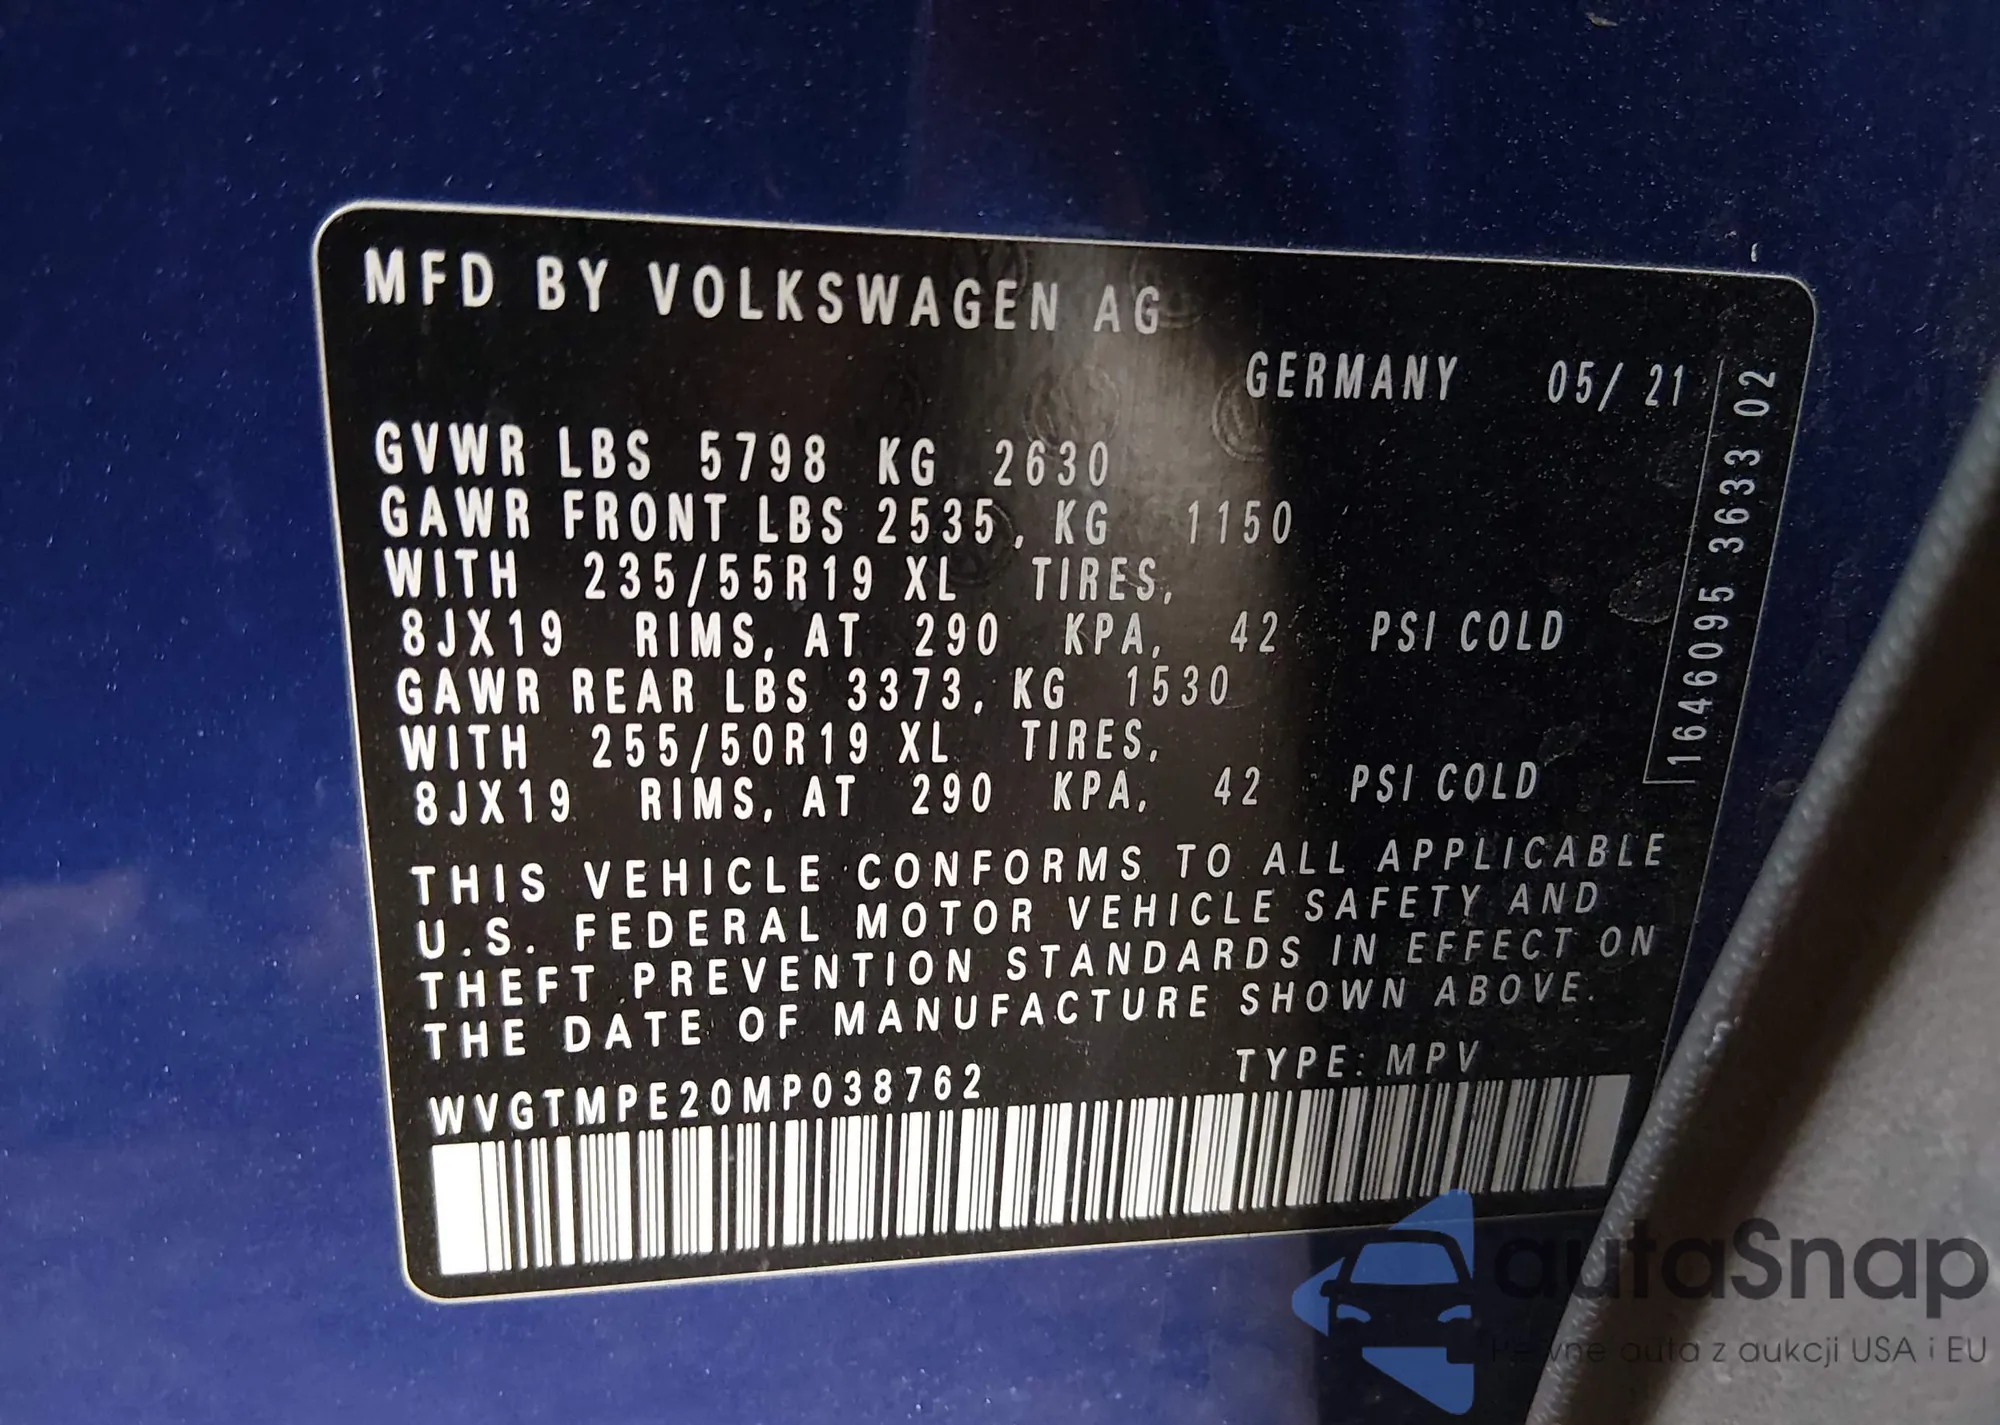 MFD BY VOLKSWAGEN AG
GERMANY 05/ 21
GVWR LBS 5798 KG 2630
GAWR FRONT LBS 2535, KG 1150
WITH 235/55R19 XL TIRES,
8JX19 RIMS, AT 290 KPA, 42 PSI COLD
GAWR REAR LBS 3373, KG 1530
WITH 255/50R19 XL TIRES,
8JX19 RIMS, AT 290 KPA, 42 PSI COLD
THIS VEHICLE CONFORMS TO ALL APPLICABLE
U.S. FEDERAL MOTOR VEHICLE SAFETY AND
THEFT PREVENTION STANDARDS IN EFFECT ON
THE DATE OF MANUFACTURE SHOWN ABOVE.
WVGTMPE20MP038762 TYPE: MPV
1646095 3633 02
autaSnap
Pewne auta z aukcji USA i EU